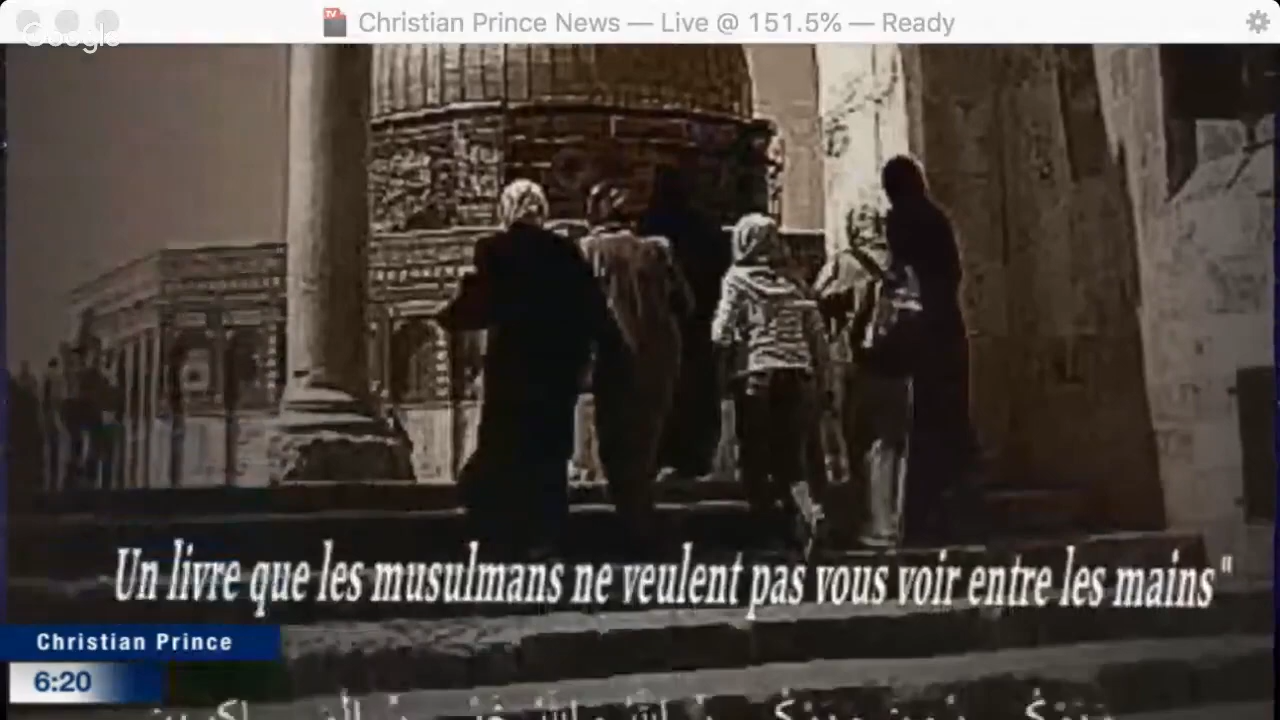 Christian Prince News — Live @ 151.5% — Ready
Google
Un livre que les musulmans ne veulent pas vous voir entre les mains"
Christian Prince
6:20